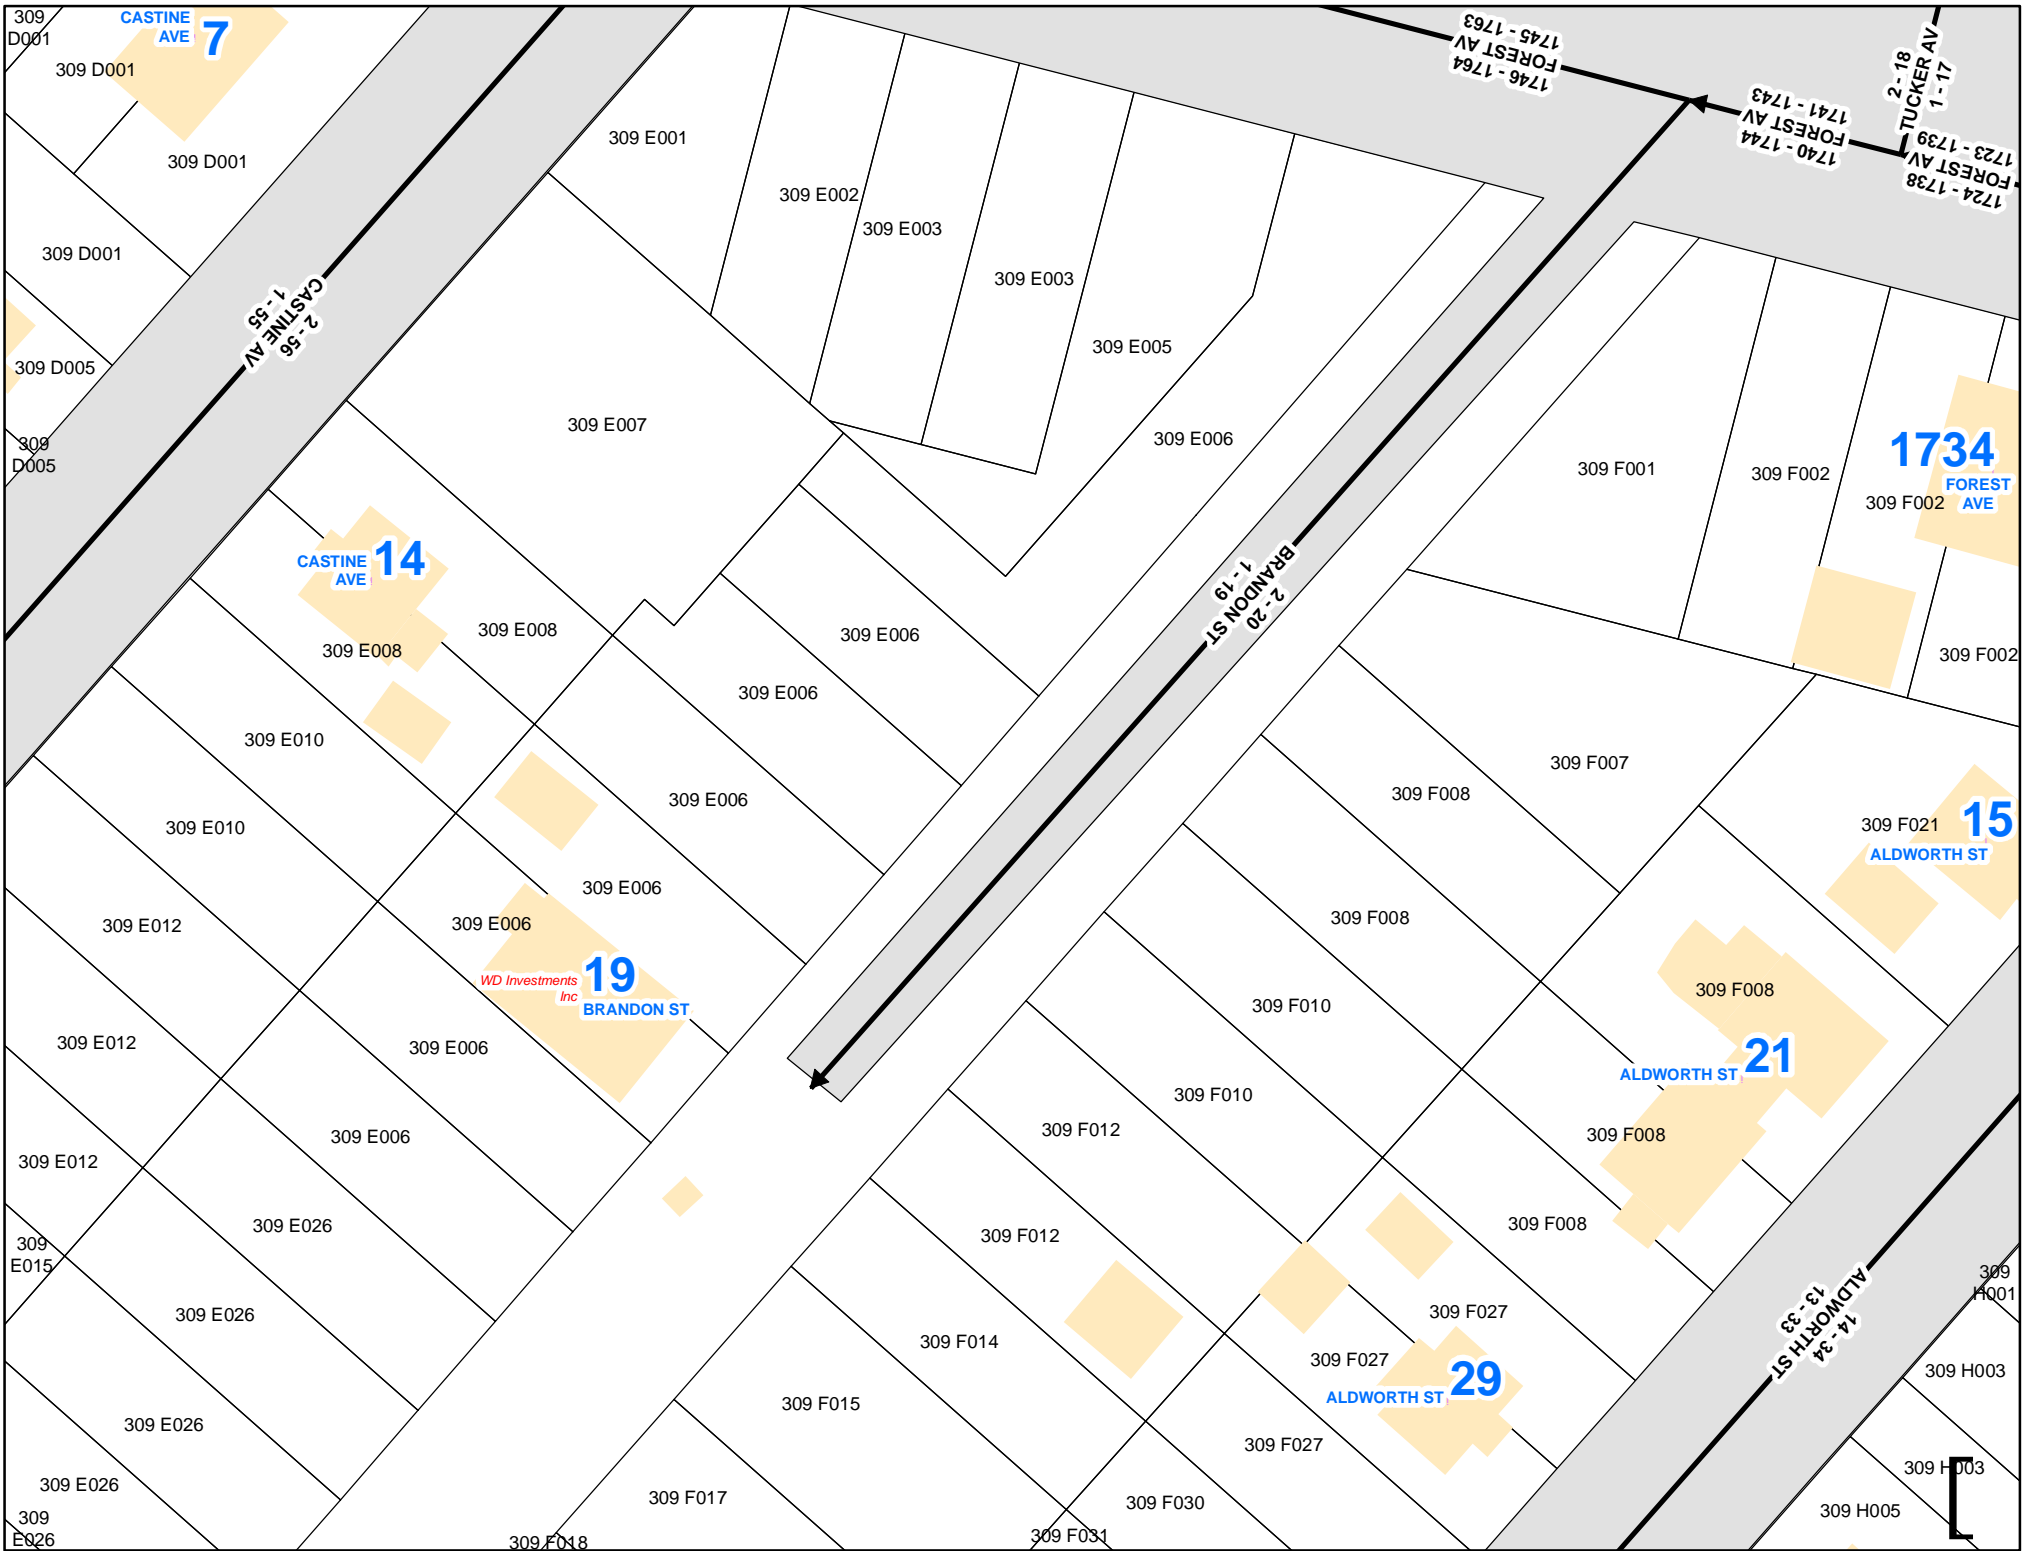 309
D001
CASTINE
AVE 7
309 D001
309 D001
309 D001
309 D005
309
D005
2 - 56
CASTINE AV
1 - 55
309 E001
309 E002
309 E003
309 E003
309 E005
309 E006
309 E007
1745 - 1763
FOREST AV
1746 - 1764
1741 - 1743
FOREST AV
1740 - 1744
2 - 18
TUCKER AV
1 - 17
1723 - 1739
FOREST AV
1724 - 1738
309 F001
309 F002
309 F002
1734
FOREST
AVE
309 F002
CASTINE
AVE 14
309 E008
309 E008
309 E006
309 E006
309 E006
309 E006
309 E006
2 - 20
BRANDON ST
1 - 19
309 E010
309 E010
309 E012
309 E012
309 E012
309
E015
WD Investments
Inc
19
BRANDON ST
309 E006
309 E006
309 E026
309 E026
309 E026
309 E026
309
E026
309 F007
309 F008
309 F008
309 F010
309 F010
309 F012
309 F012
309 F014
309 F015
309 F017
309 F018
309 F021
15
ALDWORTH ST
309 F008
ALDWORTH ST 21
309 F008
309 F008
309 F027
309 F027
ALDWORTH ST 29
309 F027
309 F030
309 F031
14 - 34
ALDWORTH ST
13 - 33
309
H001
309 H003
309 H003
309 H005
[